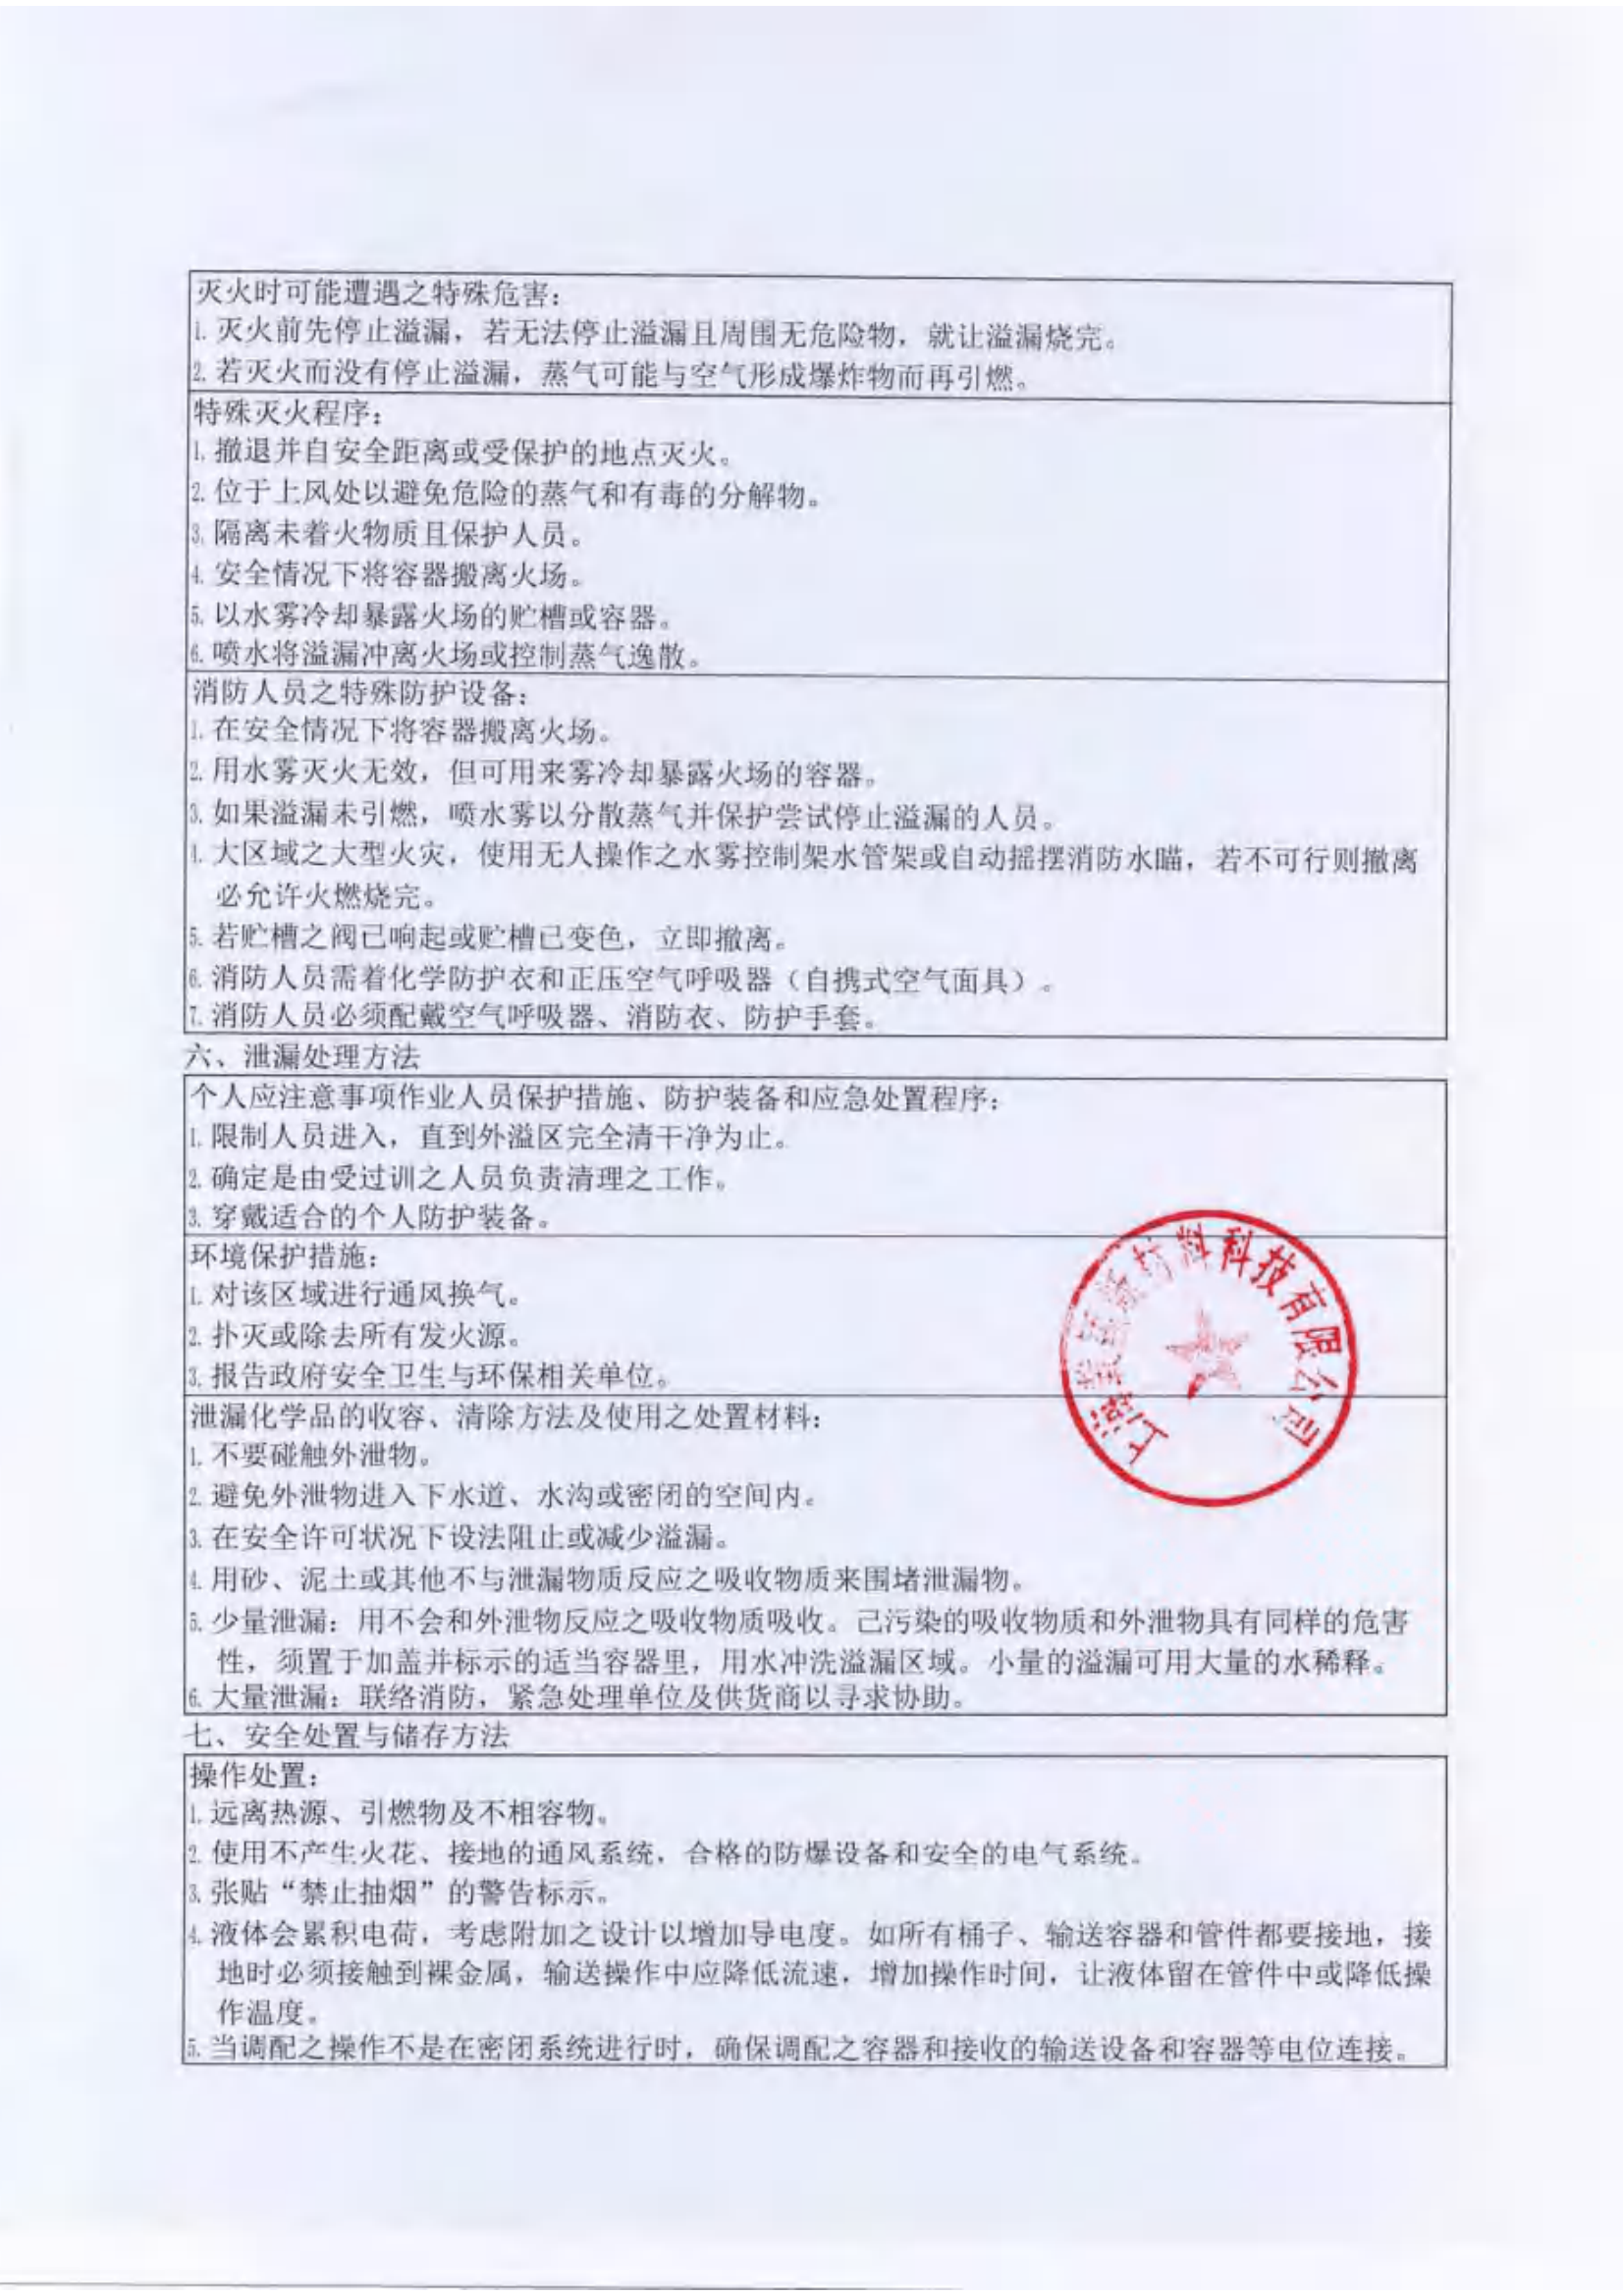 灭火时可能遭遇之特殊危害：
1. 灭火前先停止溢漏，若无法停止溢漏且周围无危险物，就让溢漏烧完。
2. 若灭火而没有停止溢漏，蒸气可能与空气形成爆炸物而再引燃。
特殊灭火程序：
1. 撤退并自安全距离或受保护的地点灭火。
2. 位于上风处以避免危险的蒸气和有毒的分解物。
3. 隔离未着火物质且保护人员。
4. 安全情况下将容器搬离火场。
5. 以水雾冷却暴露火场的贮槽或容器。
6. 喷水将溢漏冲离火场或控制蒸气逸散。
消防人员之特殊防护设备：
1. 在安全情况下将容器搬离火场。
2. 用水雾灭火无效，但可用来雾冷却暴露火场的容器。
3. 如果溢漏未引燃，喷水雾以分散蒸气并保护尝试停止溢漏的人员。
4. 大区域之大型火灾，使用无人操作之水雾控制架水管架或自动摇摆消防水瞄，若不可行则撤离
必允许火燃烧完。
5. 若贮槽之阀已响起或贮槽已变色，立即撤离。
6. 消防人员需着化学防护衣和正压空气呼吸器（自携式空气面具）。
7. 消防人员必须配戴空气呼吸器、消防衣、防护手套。
六、泄漏处理方法
个人应注意事项作业人员保护措施、防护装备和应急处置程序：
1. 限制人员进入，直到外溢区完全清干净为止。
2. 确定是由受过训之人员负责清理之工作。
3. 穿戴适合的个人防护装备。
环境保护措施：
1. 对该区域进行通风换气。
2. 扑灭或除去所有发火源。
3. 报告政府安全卫生与环保相关单位。
上海 材料科技有限公司
泄漏化学品的收容、清除方法及使用之处置材料：
1. 不要碰触外泄物。
2. 避免外泄物进入下水道、水沟或密闭的空间内。
3. 在安全许可状况下设法阻止或减少溢漏。
4. 用砂、泥土或其他不与泄漏物质反应之吸收物质来围堵泄漏物。
5. 少量泄漏：用不会和外泄物反应之吸收物质吸收。己污染的吸收物质和外泄物具有同样的危害
性，须置于加盖并标示的适当容器里，用水冲洗溢漏区域。小量的溢漏可用大量的水稀释。
6. 大量泄漏：联络消防，紧急处理单位及供货商以寻求协助。
七、安全处置与储存方法
操作处置：
1. 远离热源、引燃物及不相容物。
2. 使用不产生火花、接地的通风系统，合格的防爆设备和安全的电气系统。
3. 张贴“禁止抽烟”的警告标示。
4. 液体会累积电荷，考虑附加之设计以增加导电度。如所有桶子、输送容器和管件都要接地，接
地时必须接触到裸金属，输送操作中应降低流速，增加操作时间，让液体留在管件中或降低操
作温度。
5. 当调配之操作不是在密闭系统进行时，确保调配之容器和接收的输送设备和容器等电位连接。